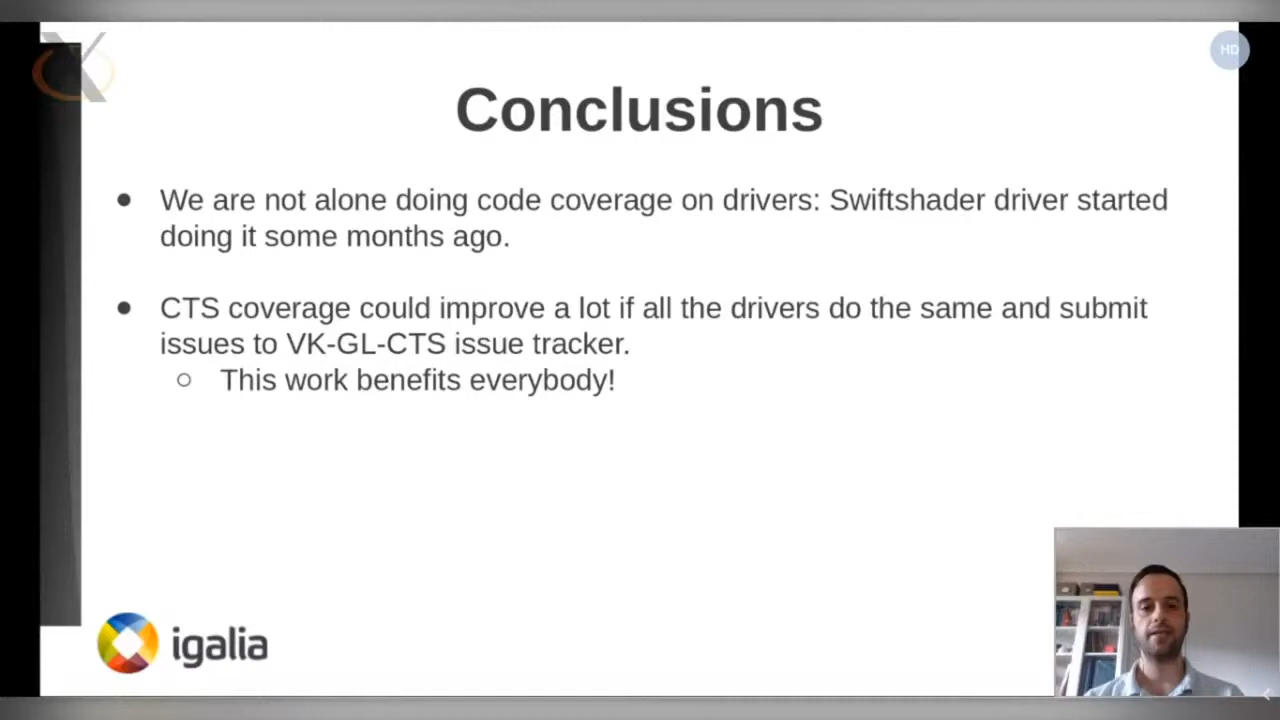 HD
Conclusions
● We are not alone doing code coverage on drivers: Swiftshader driver started
doing it some months ago.
● CTS coverage could improve a lot if all the drivers do the same and submit
issues to VK-GL-CTS issue tracker.
○ This work benefits everybody!
igalia